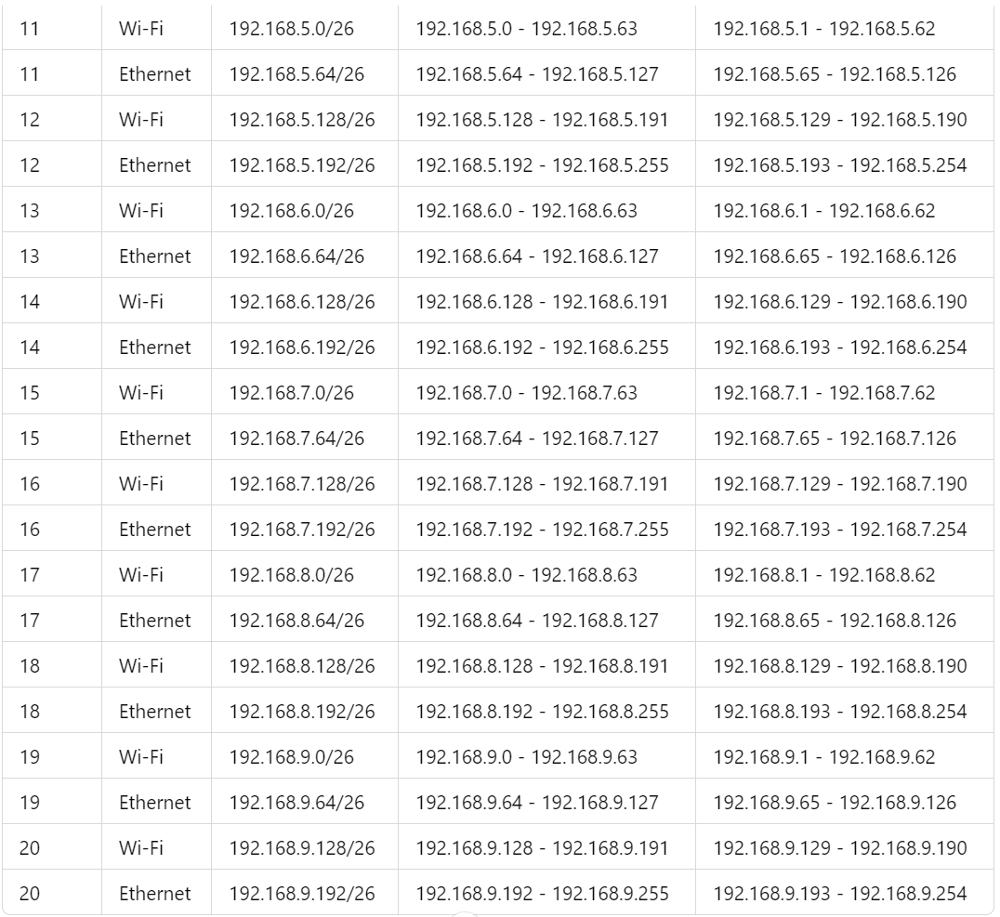 11 Wi-Fi 192.168.5.0/26 192.168.5.0 - 192.168.5.63 192.168.5.1 - 192.168.5.62
11 Ethernet 192.168.5.64/26 192.168.5.64 - 192.168.5.127 192.168.5.65 - 192.168.5.126
12 Wi-Fi 192.168.5.128/26 192.168.5.128 - 192.168.5.191 192.168.5.129 - 192.168.5.190
12 Ethernet 192.168.5.192/26 192.168.5.192 - 192.168.5.255 192.168.5.193 - 192.168.5.254
13 Wi-Fi 192.168.6.0/26 192.168.6.0 - 192.168.6.63 192.168.6.1 - 192.168.6.62
13 Ethernet 192.168.6.64/26 192.168.6.64 - 192.168.6.127 192.168.6.65 - 192.168.6.126
14 Wi-Fi 192.168.6.128/26 192.168.6.128 - 192.168.6.191 192.168.6.129 - 192.168.6.190
14 Ethernet 192.168.6.192/26 192.168.6.192 - 192.168.6.255 192.168.6.193 - 192.168.6.254
15 Wi-Fi 192.168.7.0/26 192.168.7.0 - 192.168.7.63 192.168.7.1 - 192.168.7.62
15 Ethernet 192.168.7.64/26 192.168.7.64 - 192.168.7.127 192.168.7.65 - 192.168.7.126
16 Wi-Fi 192.168.7.128/26 192.168.7.128 - 192.168.7.191 192.168.7.129 - 192.168.7.190
16 Ethernet 192.168.7.192/26 192.168.7.192 - 192.168.7.255 192.168.7.193 - 192.168.7.254
17 Wi-Fi 192.168.8.0/26 192.168.8.0 - 192.168.8.63 192.168.8.1 - 192.168.8.62
17 Ethernet 192.168.8.64/26 192.168.8.64 - 192.168.8.127 192.168.8.65 - 192.168.8.126
18 Wi-Fi 192.168.8.128/26 192.168.8.128 - 192.168.8.191 192.168.8.129 - 192.168.8.190
18 Ethernet 192.168.8.192/26 192.168.8.192 - 192.168.8.255 192.168.8.193 - 192.168.8.254
19 Wi-Fi 192.168.9.0/26 192.168.9.0 - 192.168.9.63 192.168.9.1 - 192.168.9.62
19 Ethernet 192.168.9.64/26 192.168.9.64 - 192.168.9.127 192.168.9.65 - 192.168.9.126
20 Wi-Fi 192.168.9.128/26 192.168.9.128 - 192.168.9.191 192.168.9.129 - 192.168.9.190
20 Ethernet 192.168.9.192/26 192.168.9.192 - 192.168.9.255 192.168.9.193 - 192.168.9.254